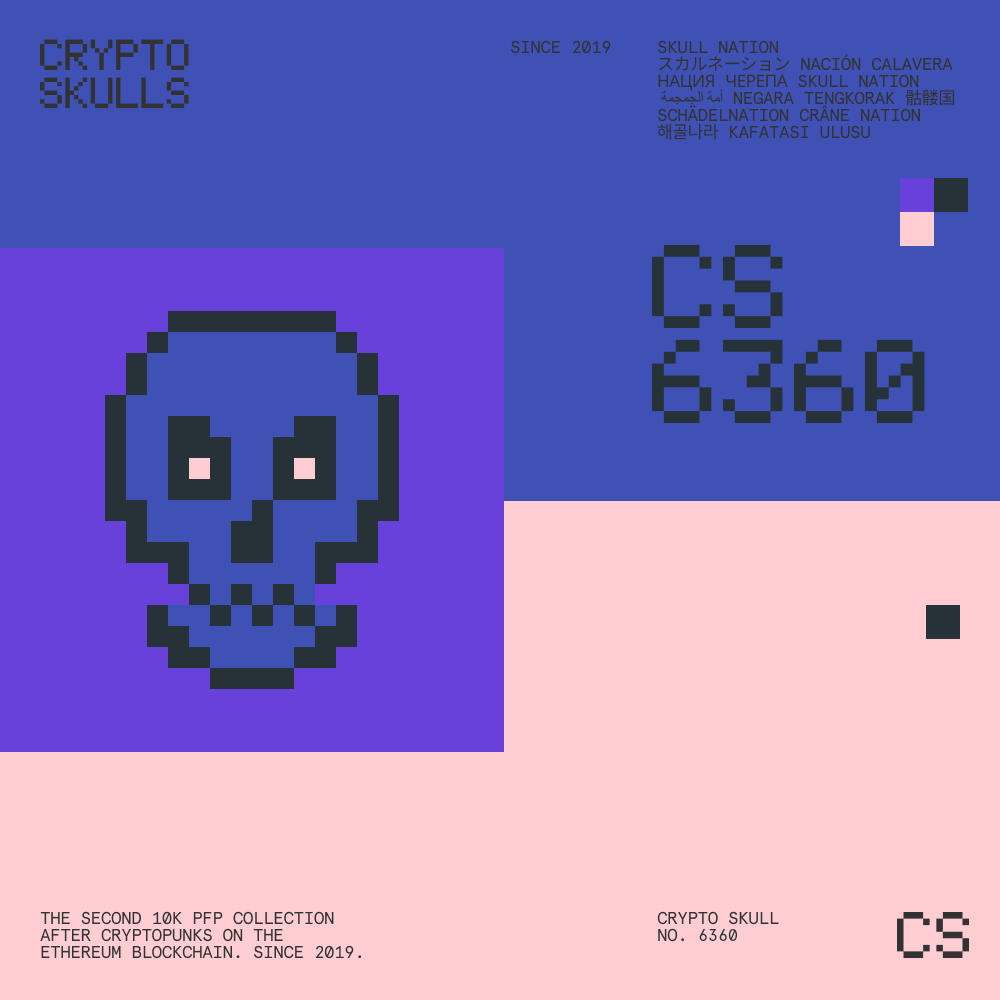 CRYPTO
SKULLS
SINCE 2019
SKULL NATION
スカルネーション NACIÓN CALAVERA
НАЦИЯ ЧЕРЕПА SKULL NATION
أمة الجمجمة NEGARA TENGKORAK 骷髅国
SCHÄDELNATION CRÂNE NATION
해골나라 KAFATASI ULUSU
CS
6360
THE SECOND 10K PFP COLLECTION
AFTER CRYPTOPUNKS ON THE
ETHEREUM BLOCKCHAIN. SINCE 2019.
CRYPTO SKULL
NO. 6360
CS